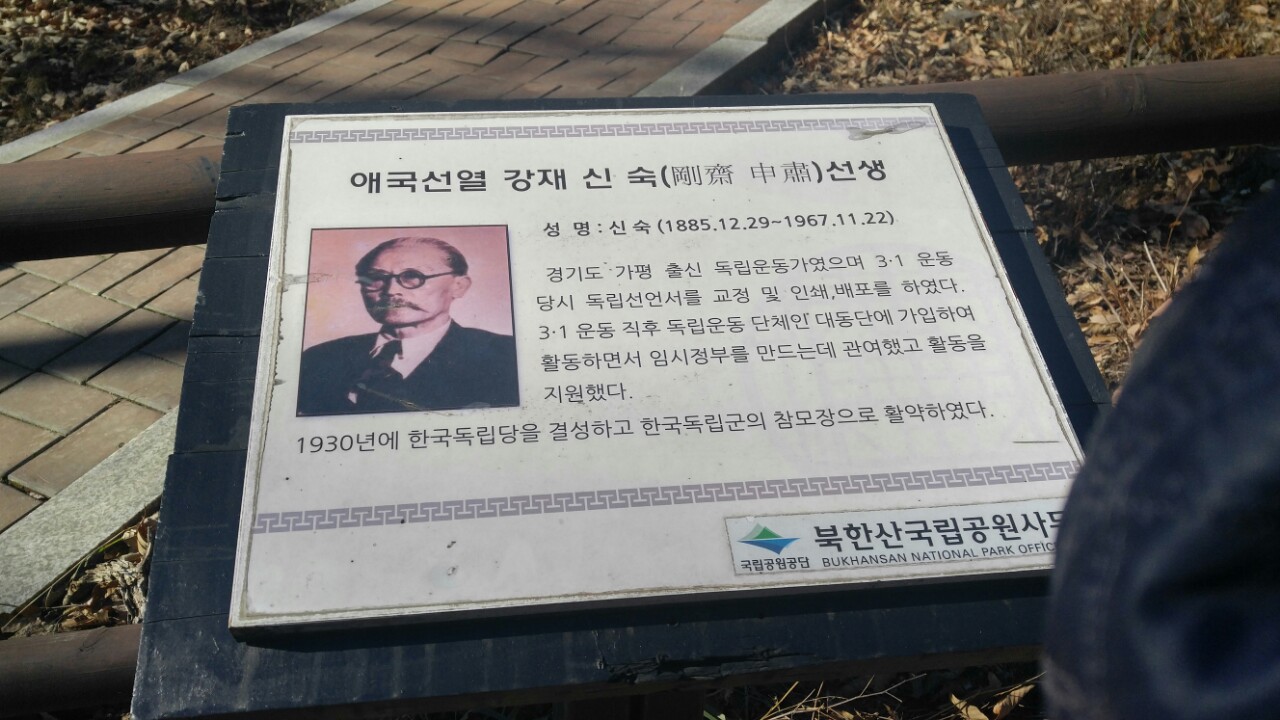 애국선열 강재 신 숙(剛齋 申肅)선생
성 명 : 신 숙 (1885.12.29~1967.11.22)
경기도 가평 출신 독립운동가였으며 3·1 운동
당시 독립선언서를 교정 및 인쇄,배포를 하였다.
3·1 운동 직후 독립운동 단체인 대동단에 가입하여
활동하면서 임시정부를 만드는데 관여했고 활동을
지원했다.
1930년에 한국독립당을 결성하고 한국독립군의 참모장으로 활약하였다.
국립공원공단
북한산국립공원사무
BUKHANSAN NATIONAL PARK OFFIC